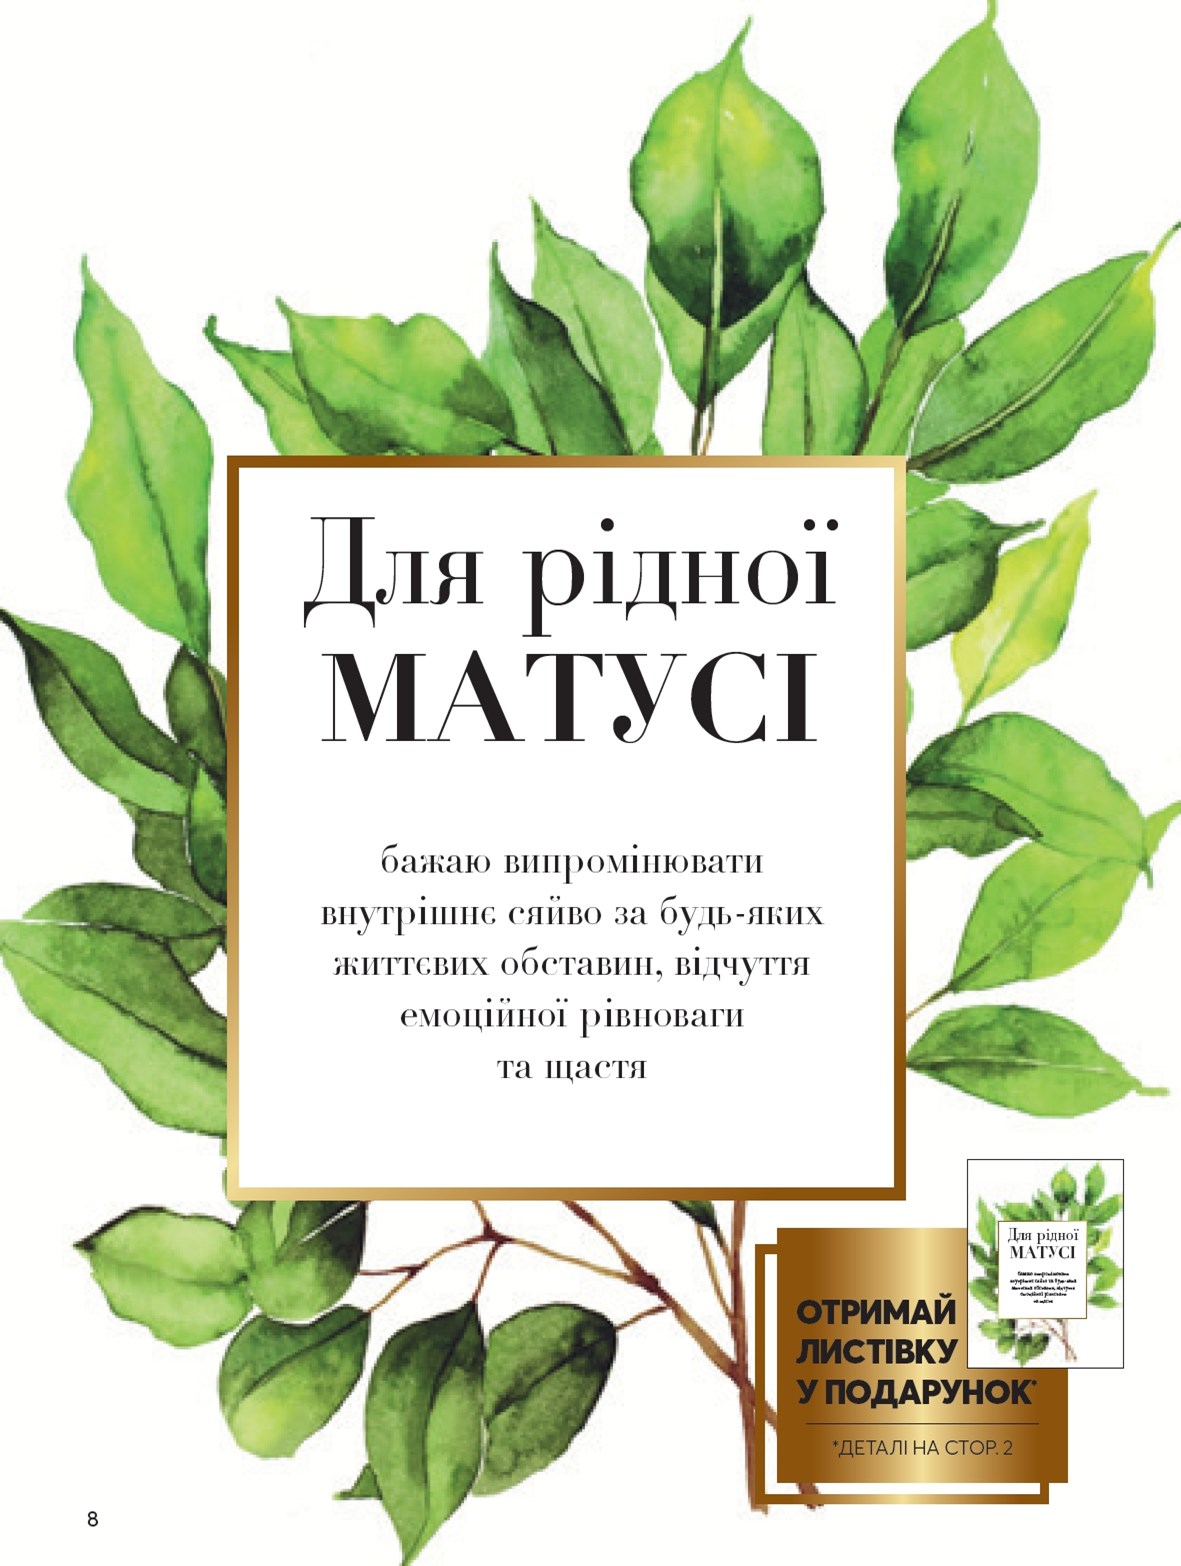 Для рідної
МАТУСІ
бажаю випромінювати
внутрішнє сяйво за будь-яких
життєвих обставин, відчуття
емоційної рівноваги
та щастя
Для рідної
МАТУСІ
ОТРИМАЙ
ЛИСТІВКУ
У ПОДАРУНОК*
*ДЕТАЛІ НА СТОР. 2
8